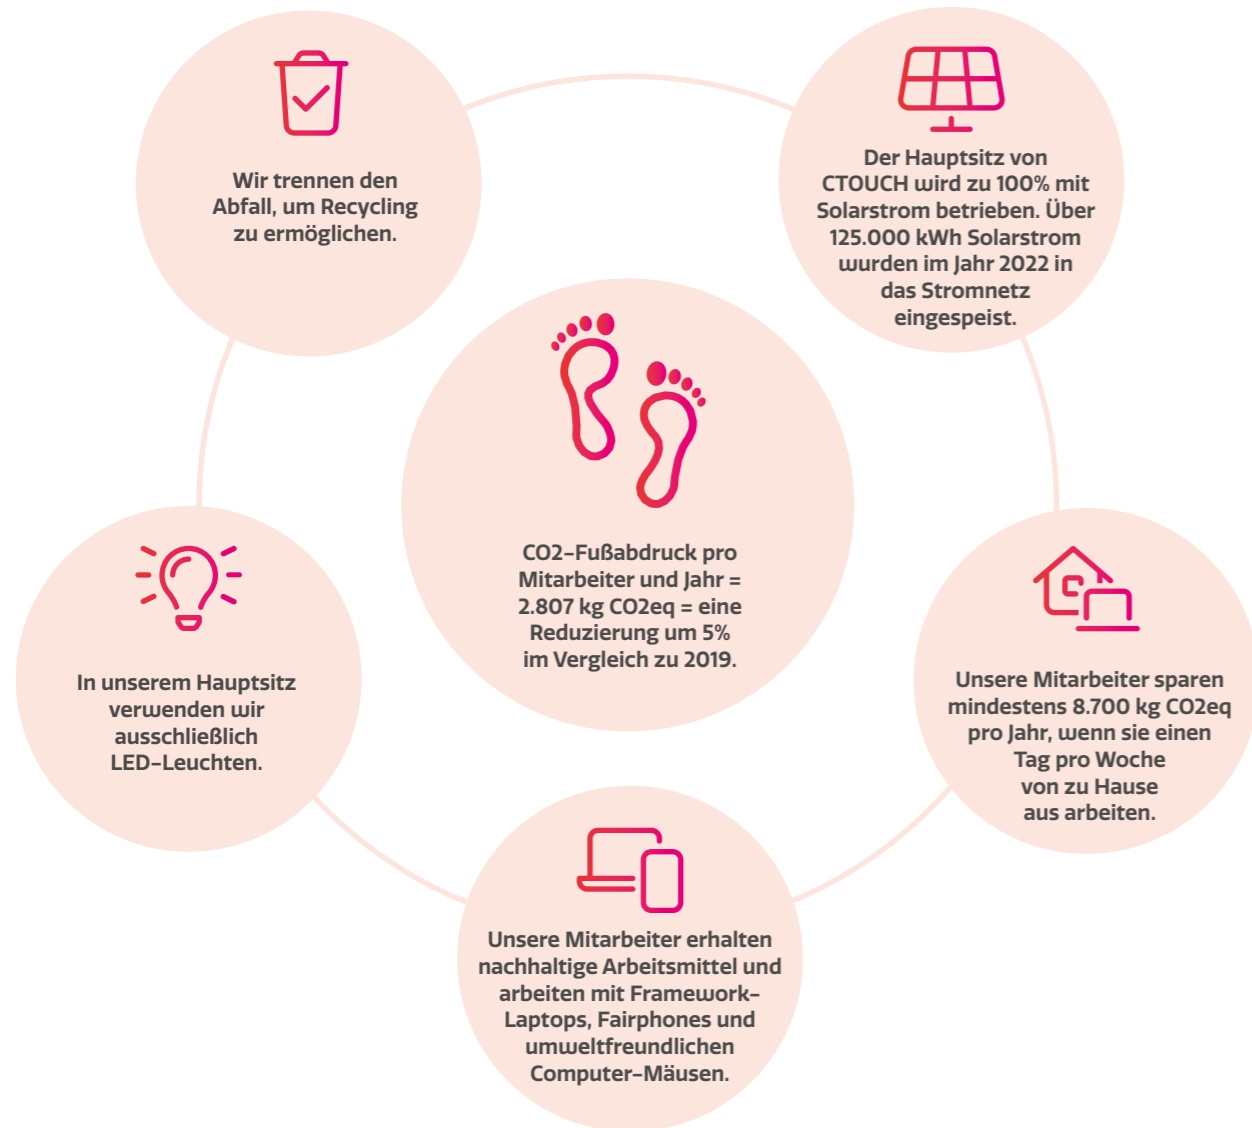 Wir trennen den
Abfall, um Recycling
zu ermöglichen.
Der Hauptsitz von
CTOUCH wird zu 100% mit
Solarstrom betrieben. Über
125.000 kWh Solarstrom
wurden im Jahr 2022 in
das Stromnetz
eingespeist.
CO2-Fußabdruck pro
Mitarbeiter und Jahr =
2.807 kg CO2eq = eine
Reduzierung um 5%
im Vergleich zu 2019.
In unserem Hauptsitz
verwenden wir
ausschließlich
LED-Leuchten.
Unsere Mitarbeiter sparen
mindestens 8.700 kg CO2eq
pro Jahr, wenn sie einen
Tag pro Woche
von zu Hause
aus arbeiten.
Unsere Mitarbeiter erhalten
nachhaltige Arbeitsmittel und
arbeiten mit Framework-
Laptops, Fairphones und
umweltfreundlichen
Computer-Mäusen.